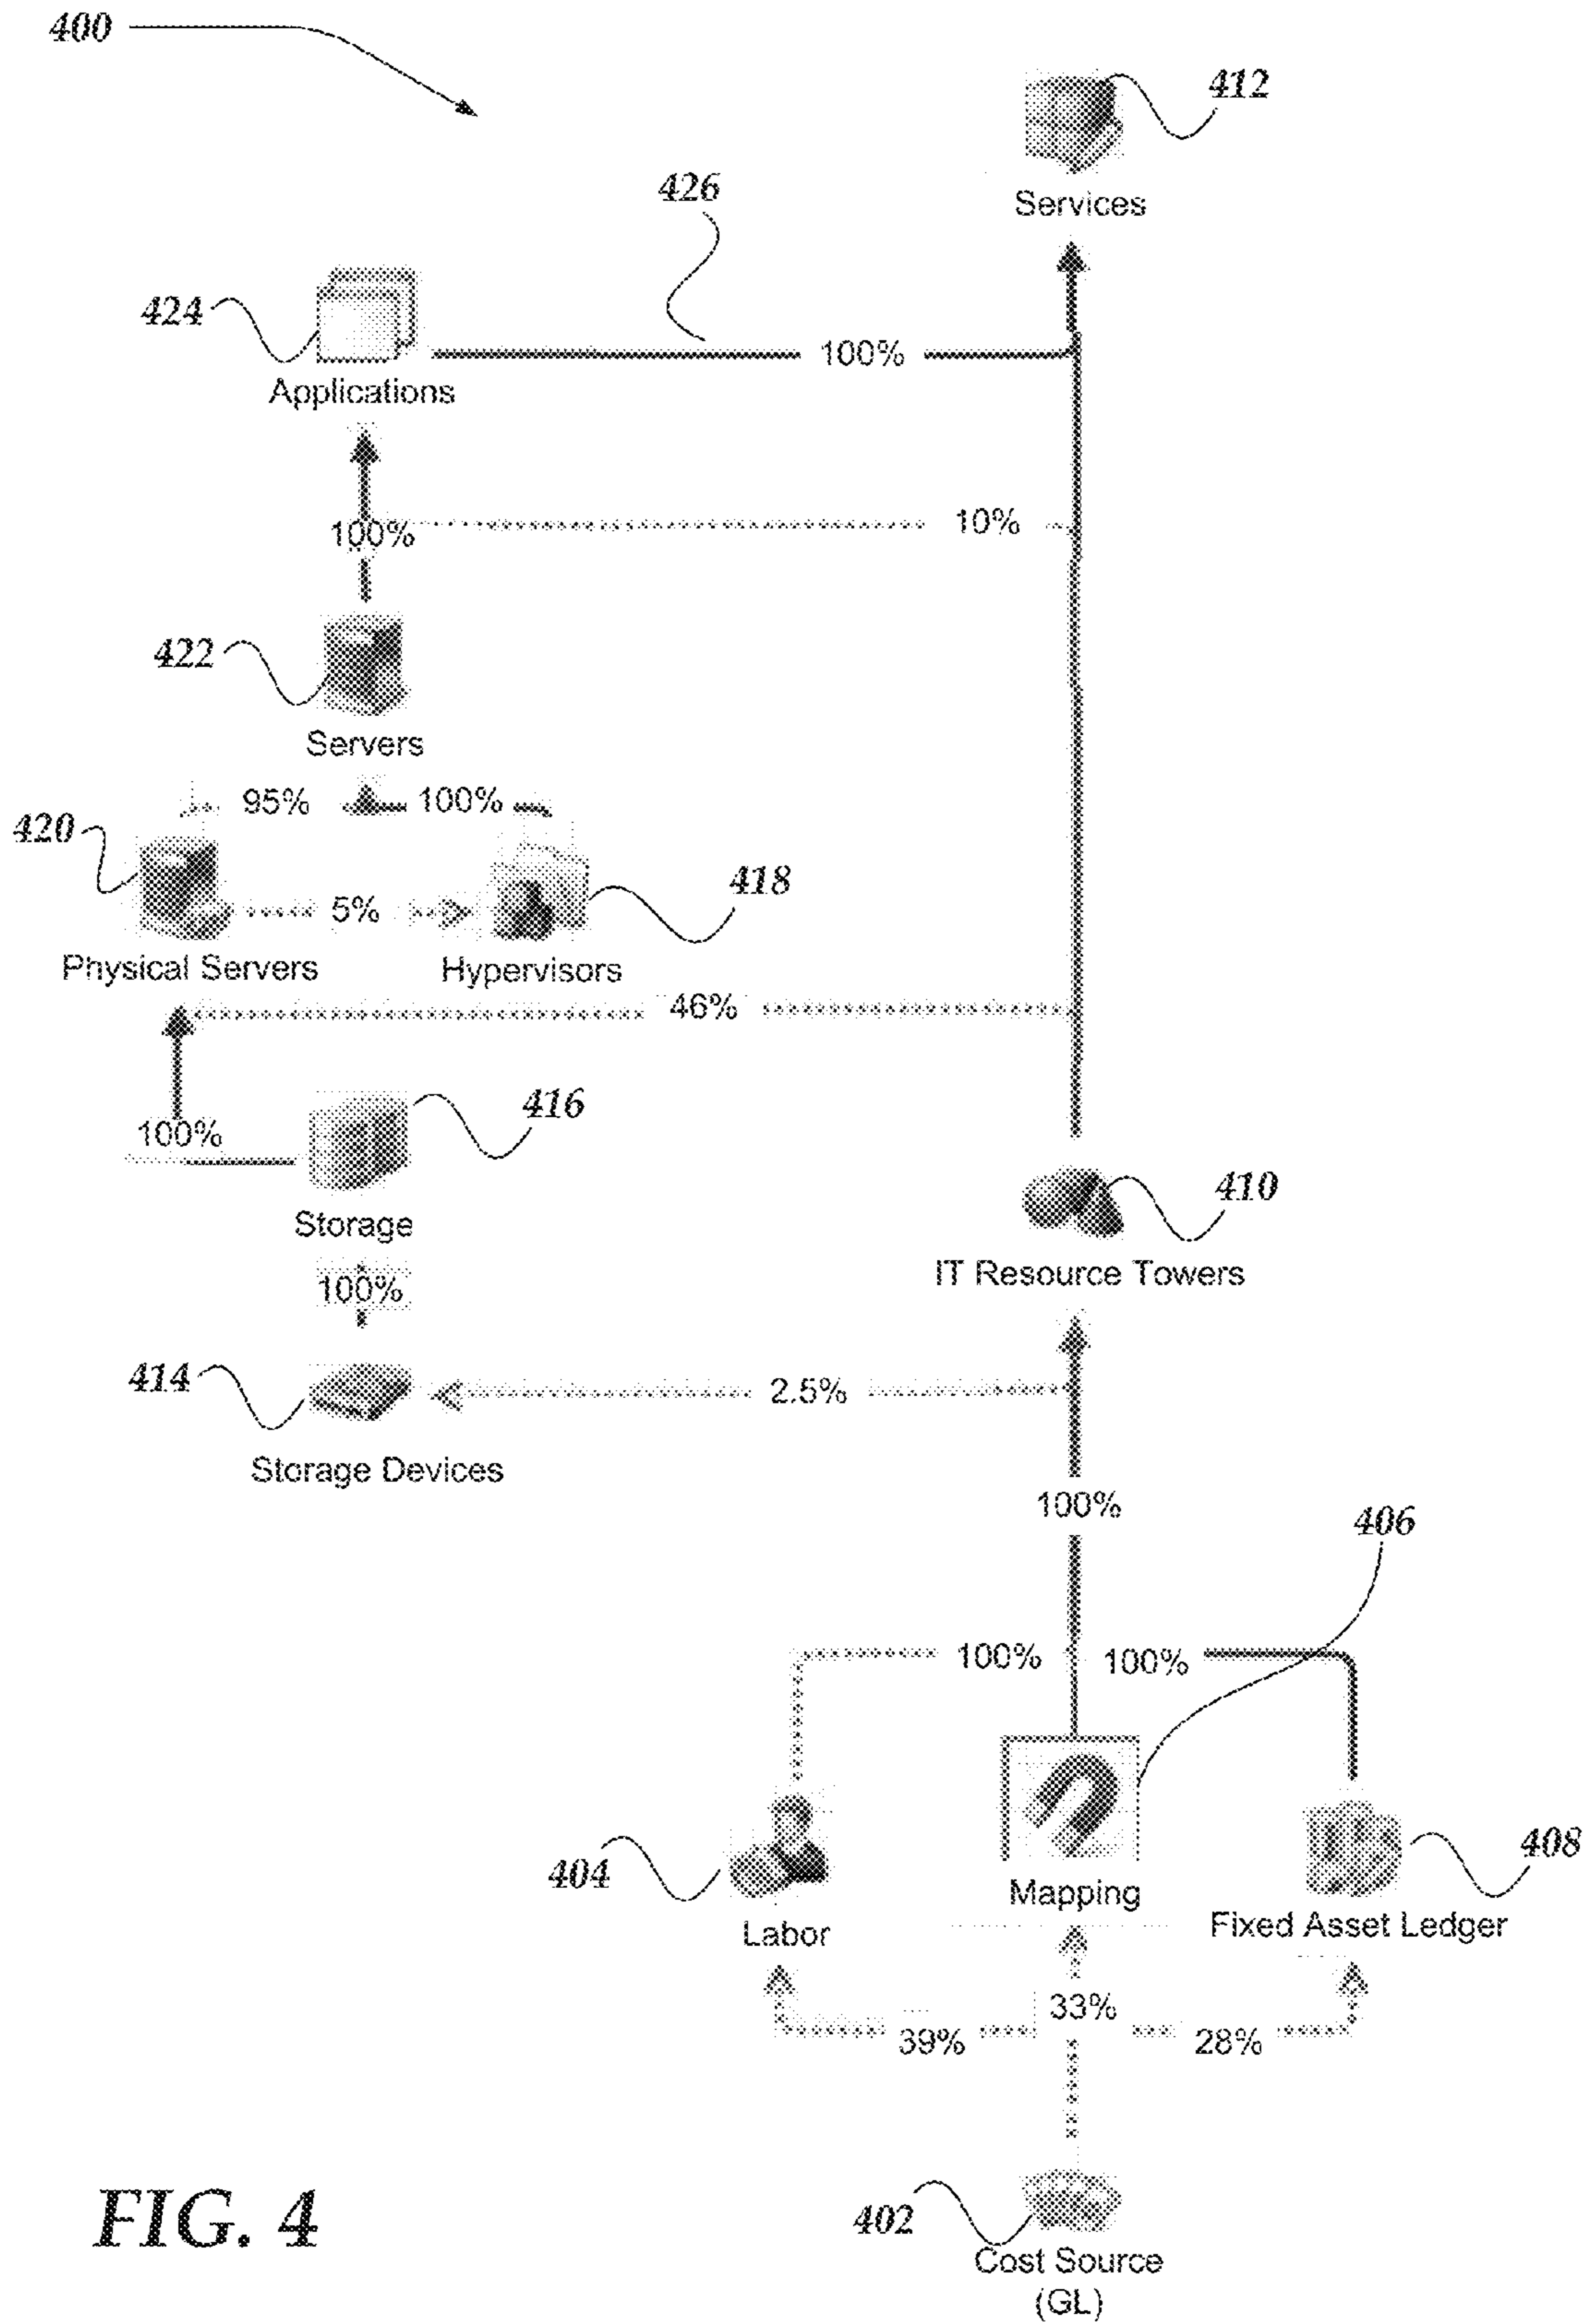 400
412
Services
426
424
100%
Applications
10%
100%
422
Servers
95%
100%
420
418
5%
Physical Servers
Hypervisors
46%
416
100%
410
Storage
IT Resource Towers
100%
414
2.5%
Storage Devices
100%
406
100%
100%
404
408
Mapping
Labor
Fixed Asset Ledger
33%
39%
28%
402
FIG. 4
Cost Source
(GL)